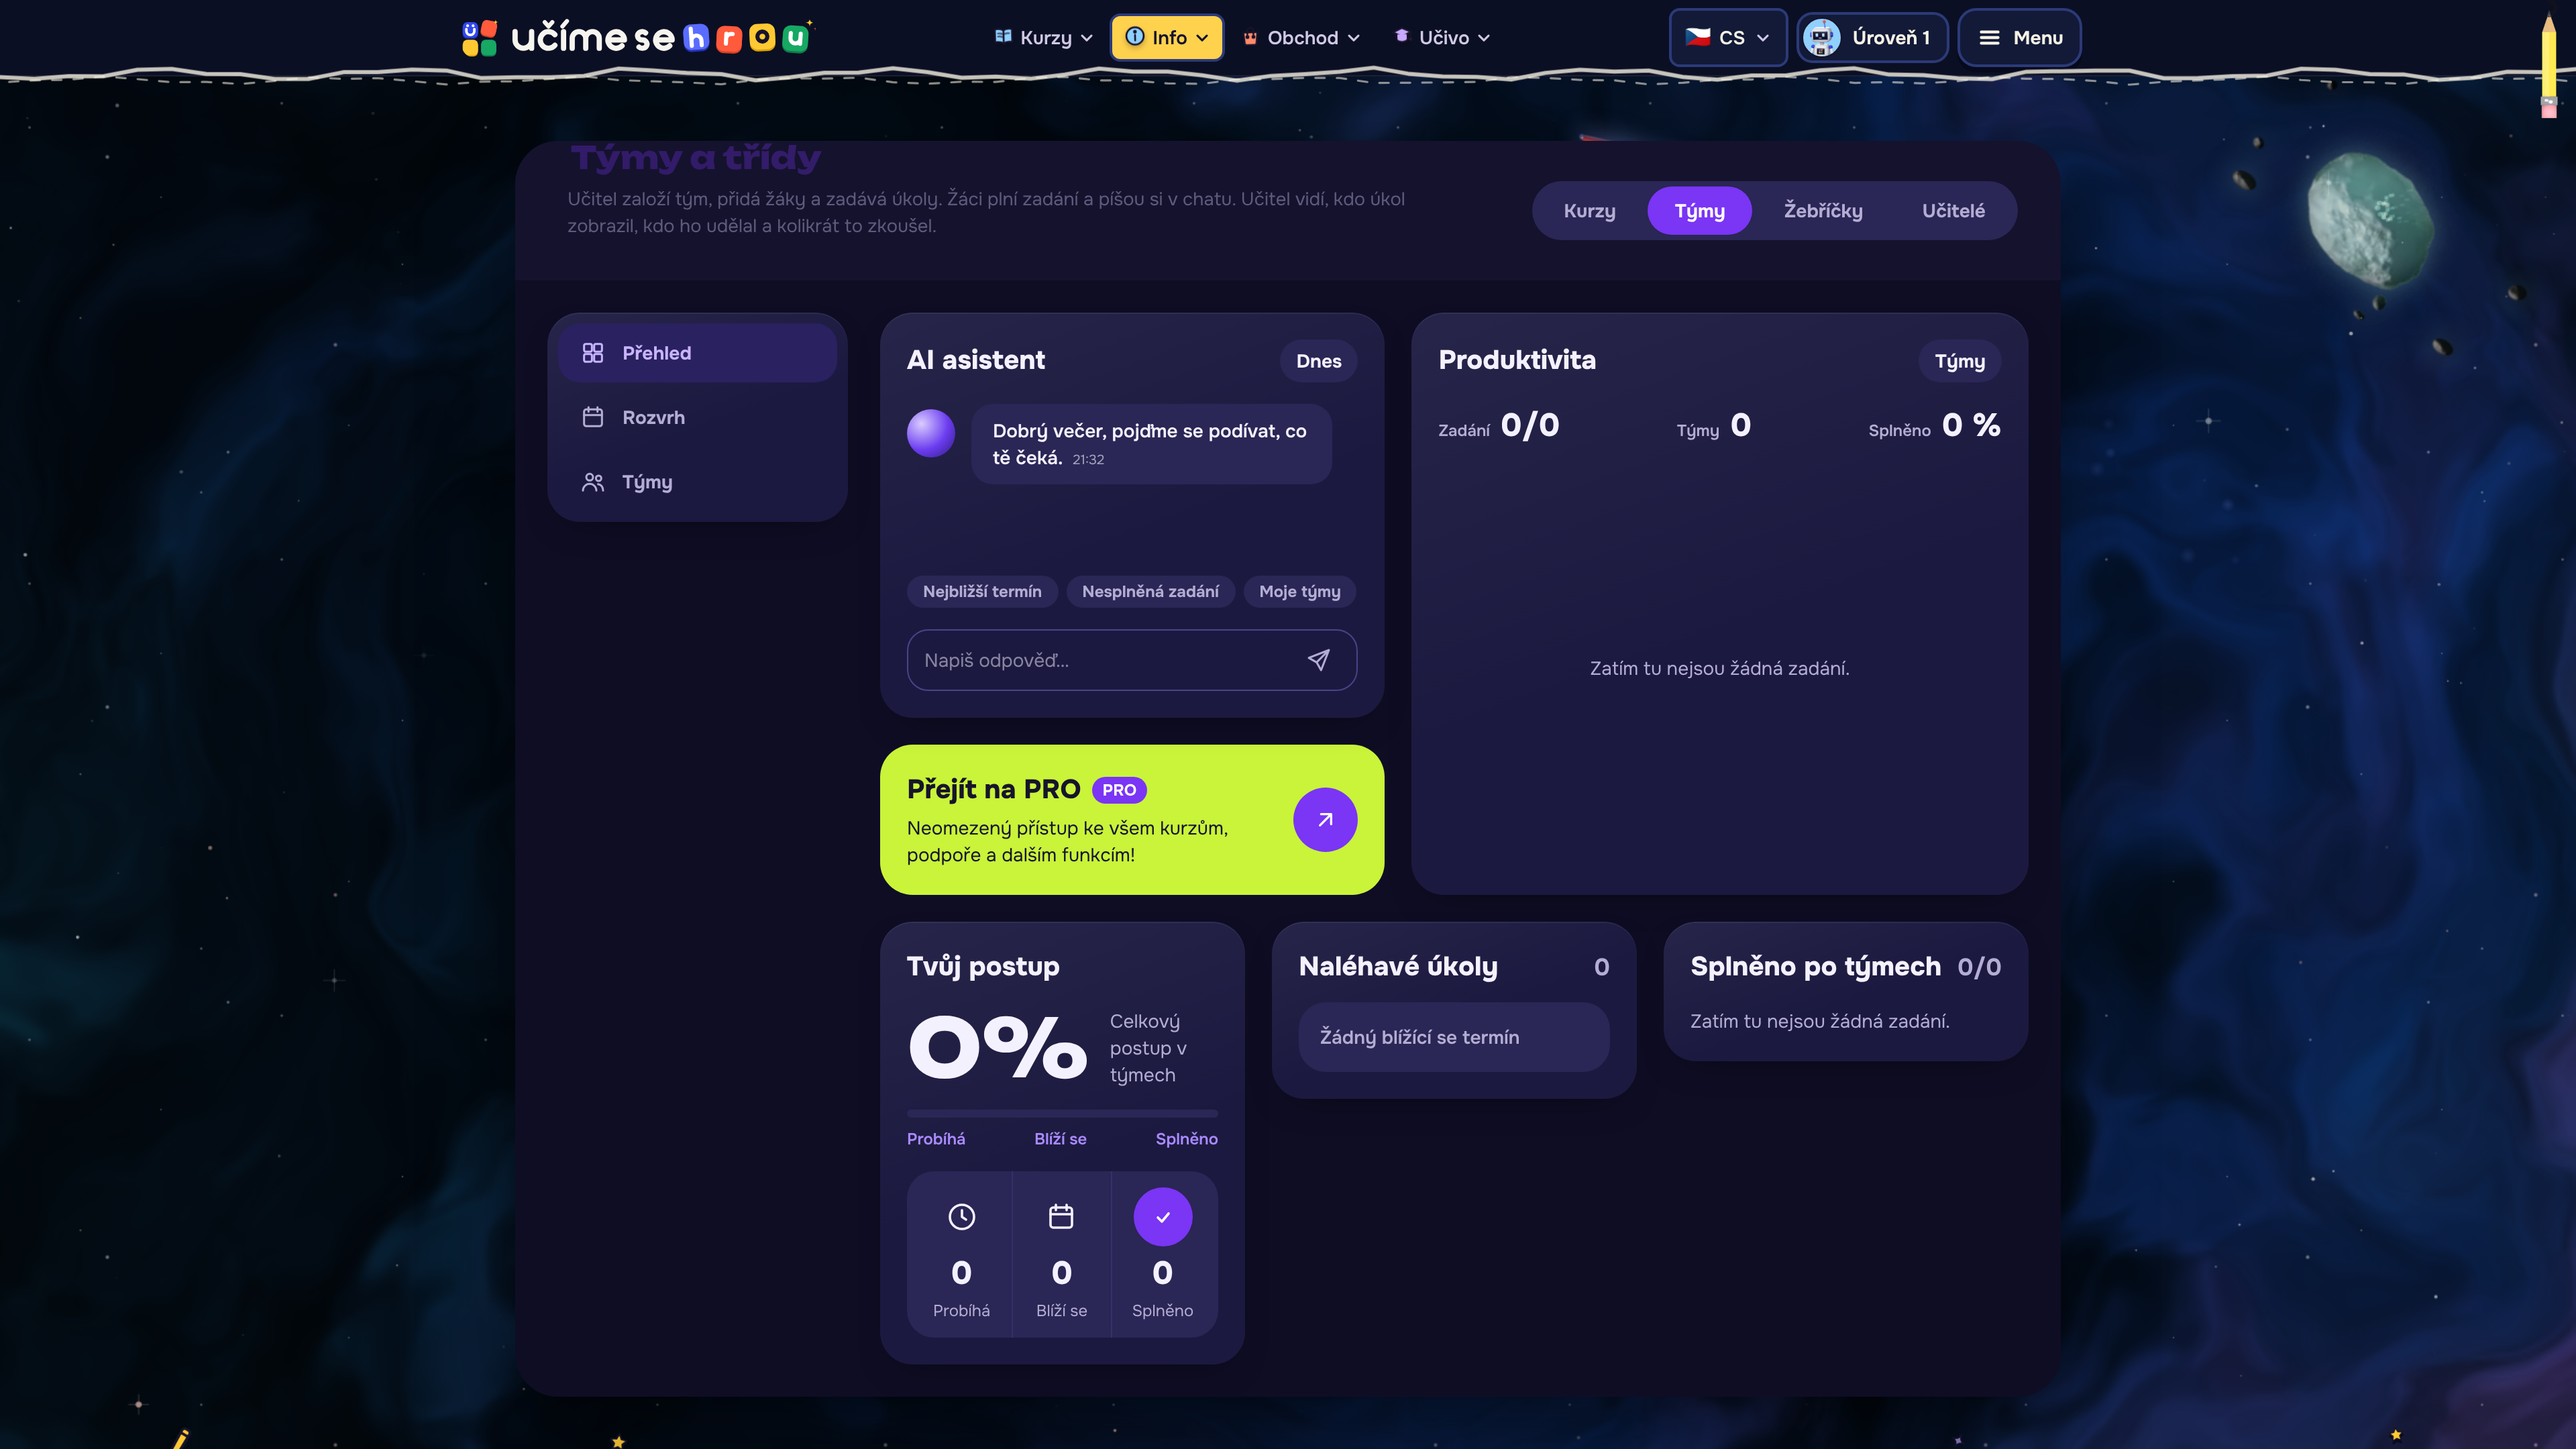 učíme se hrou
Kurzy
Info
Obchod
Učivo
CS
Úroveň 1
Menu
Týmy a třídy
Učitel založí tým, přidá žáky a zadává úkoly. Žáci plní zadání a píšou si v chatu. Učitel vidí, kdo úkol
zobrazil, kdo ho udělal a kolikrát to zkoušel.
Kurzy
Týmy
Žebříčky
Učitelé
Přehled
Rozvrh
Týmy
AI asistent
Dnes
Dobrý večer, pojďme se podívat, co
tě čeká. 21:32
Nejbližší termín
Nesplněná zadání
Moje týmy
Napiš odpověď...
Produktivita
Týmy
Zadání 0/0
Týmy 0
Splněno 0 %
Zatím tu nejsou žádná zadání.
Přejít na PRO PRO
Neomezený přístup ke všem kurzům,
podpoře a dalším funkcím!
Tvůj postup
0%
Celkový
postup v
týmech
Probíhá
Blíží se
Splněno
0
0
0
Probíhá
Blíží se
Splněno
Naléhavé úkoly 0
Žádný blížící se termín
Splněno po týmech 0/0
Zatím tu nejsou žádná zadání.